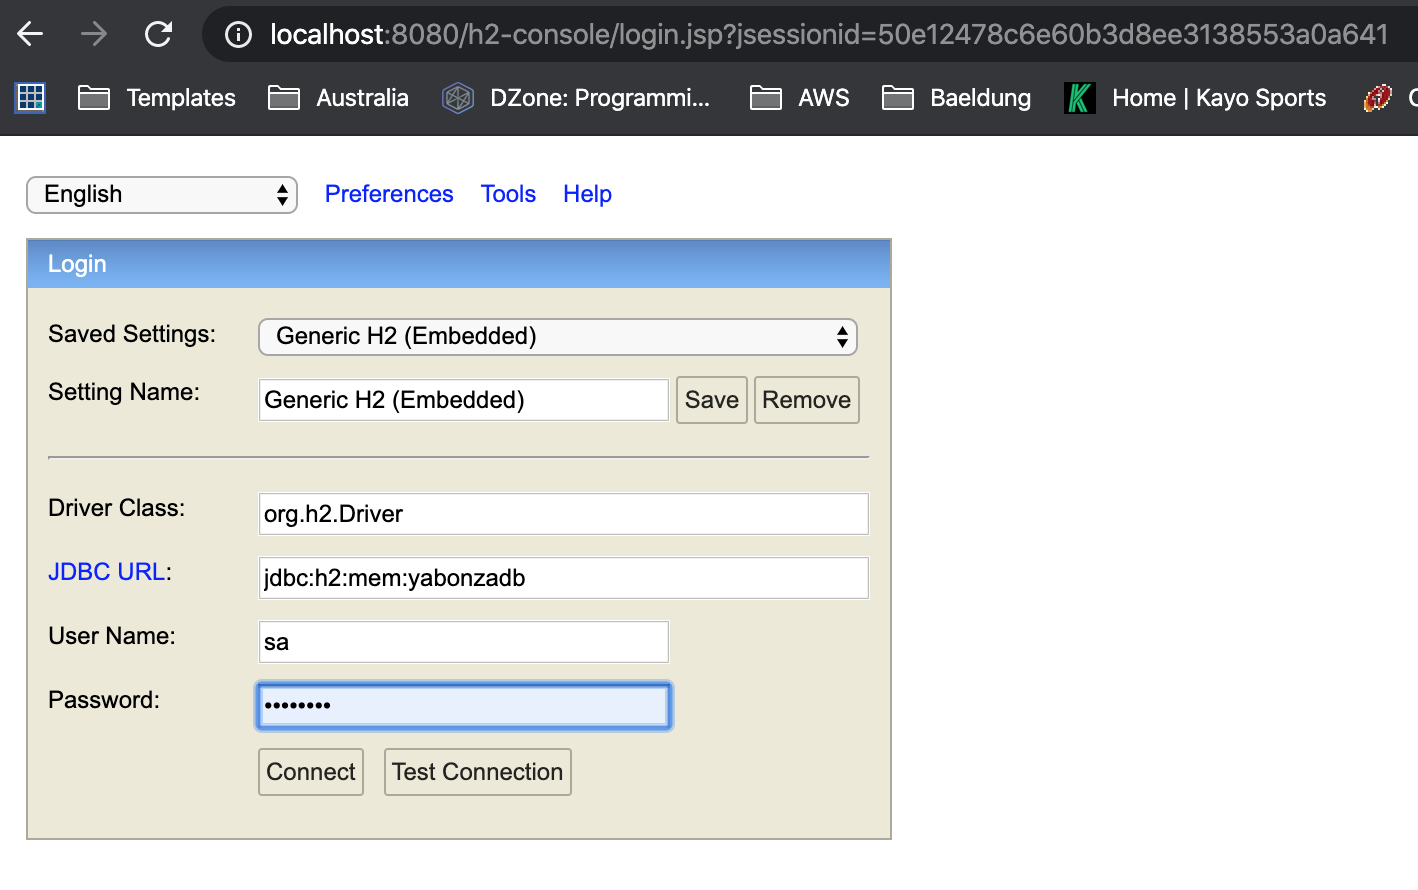 localhost:8080/h2-console/login.jsp?jsessionid=50e12478c6e60b3d8ee3138553a0a641
Templates Australia DZone: Programmi... AWS Baeldung Home | Kayo Sports
English Preferences Tools Help
Login
Saved Settings: Generic H2 (Embedded)
Setting Name: Generic H2 (Embedded) Save Remove
Driver Class: org.h2.Driver
JDBC URL: jdbc:h2:mem:yabonzadb
User Name: sa
Password: ••••••••
Connect Test Connection